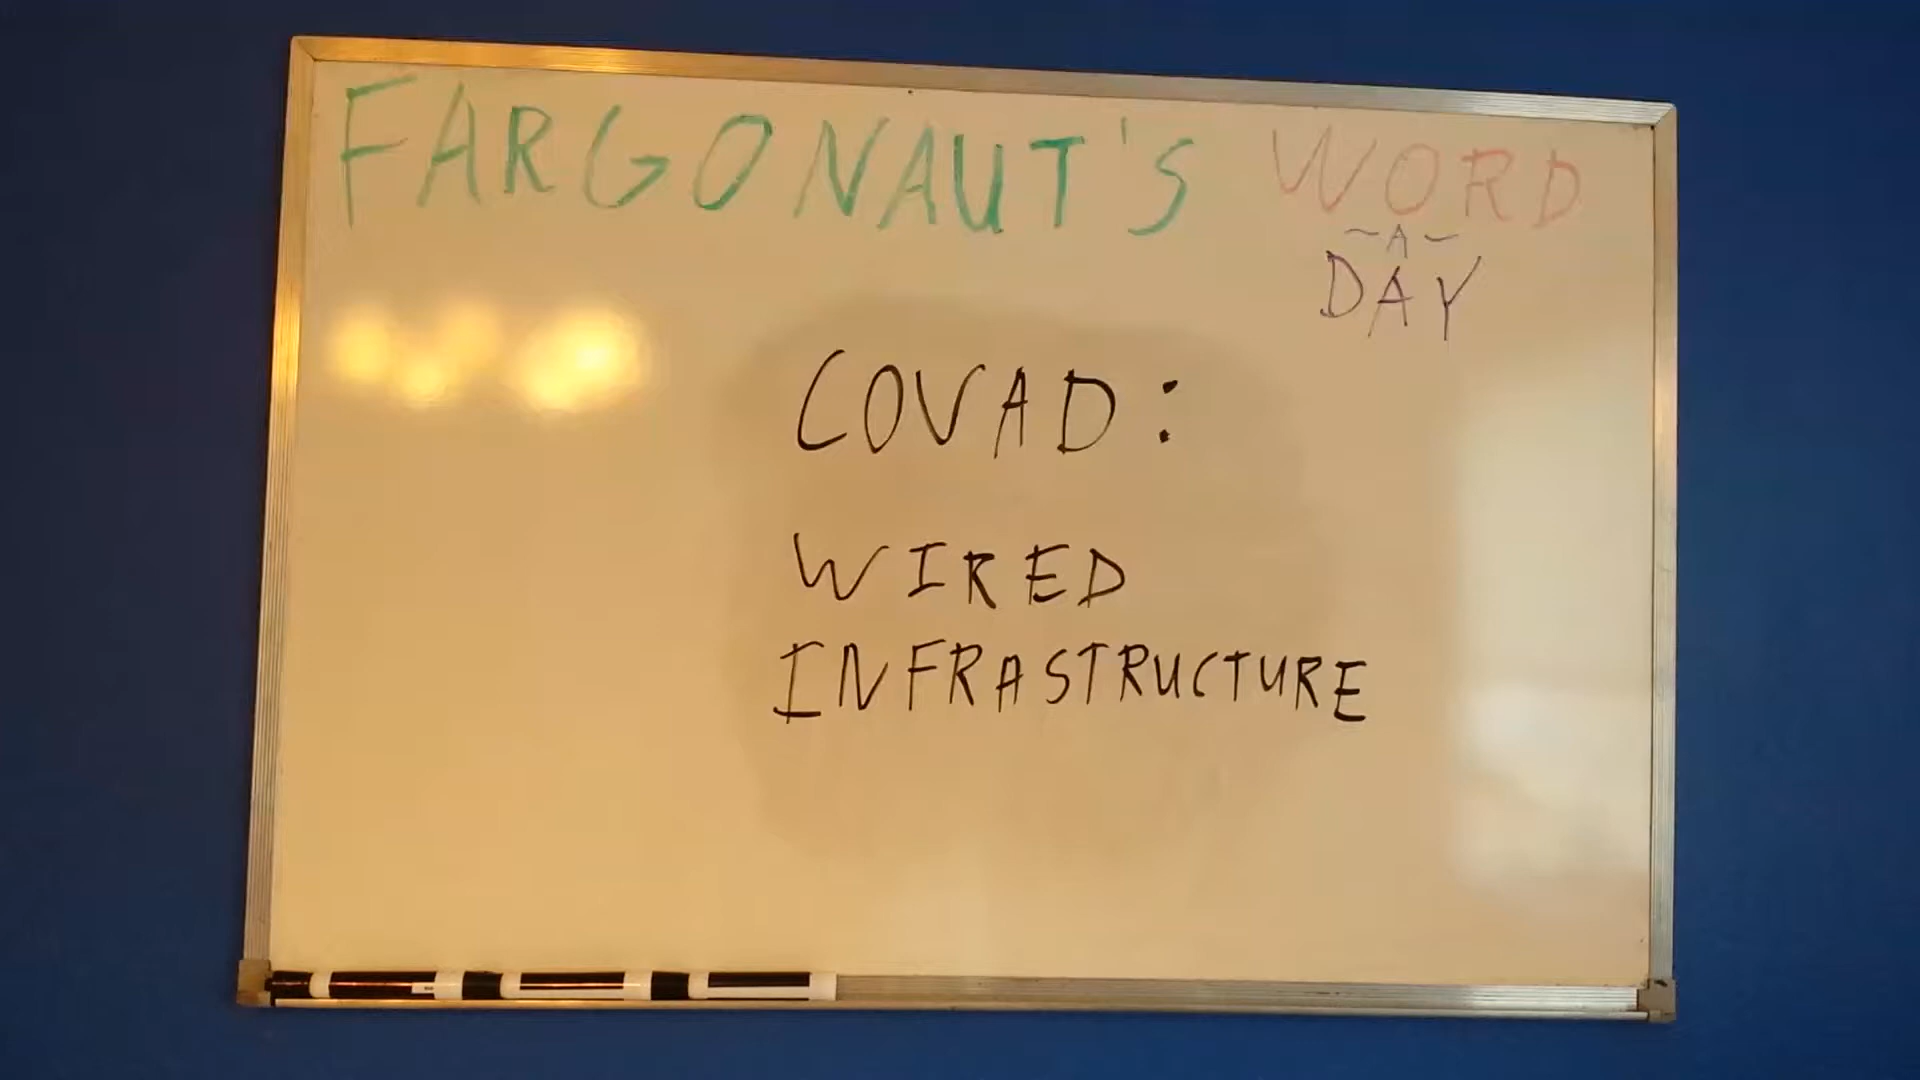 FARGONAUT'S WORD
~A~
DAY
COVAD:
WIRED
INFRASTRUCTURE